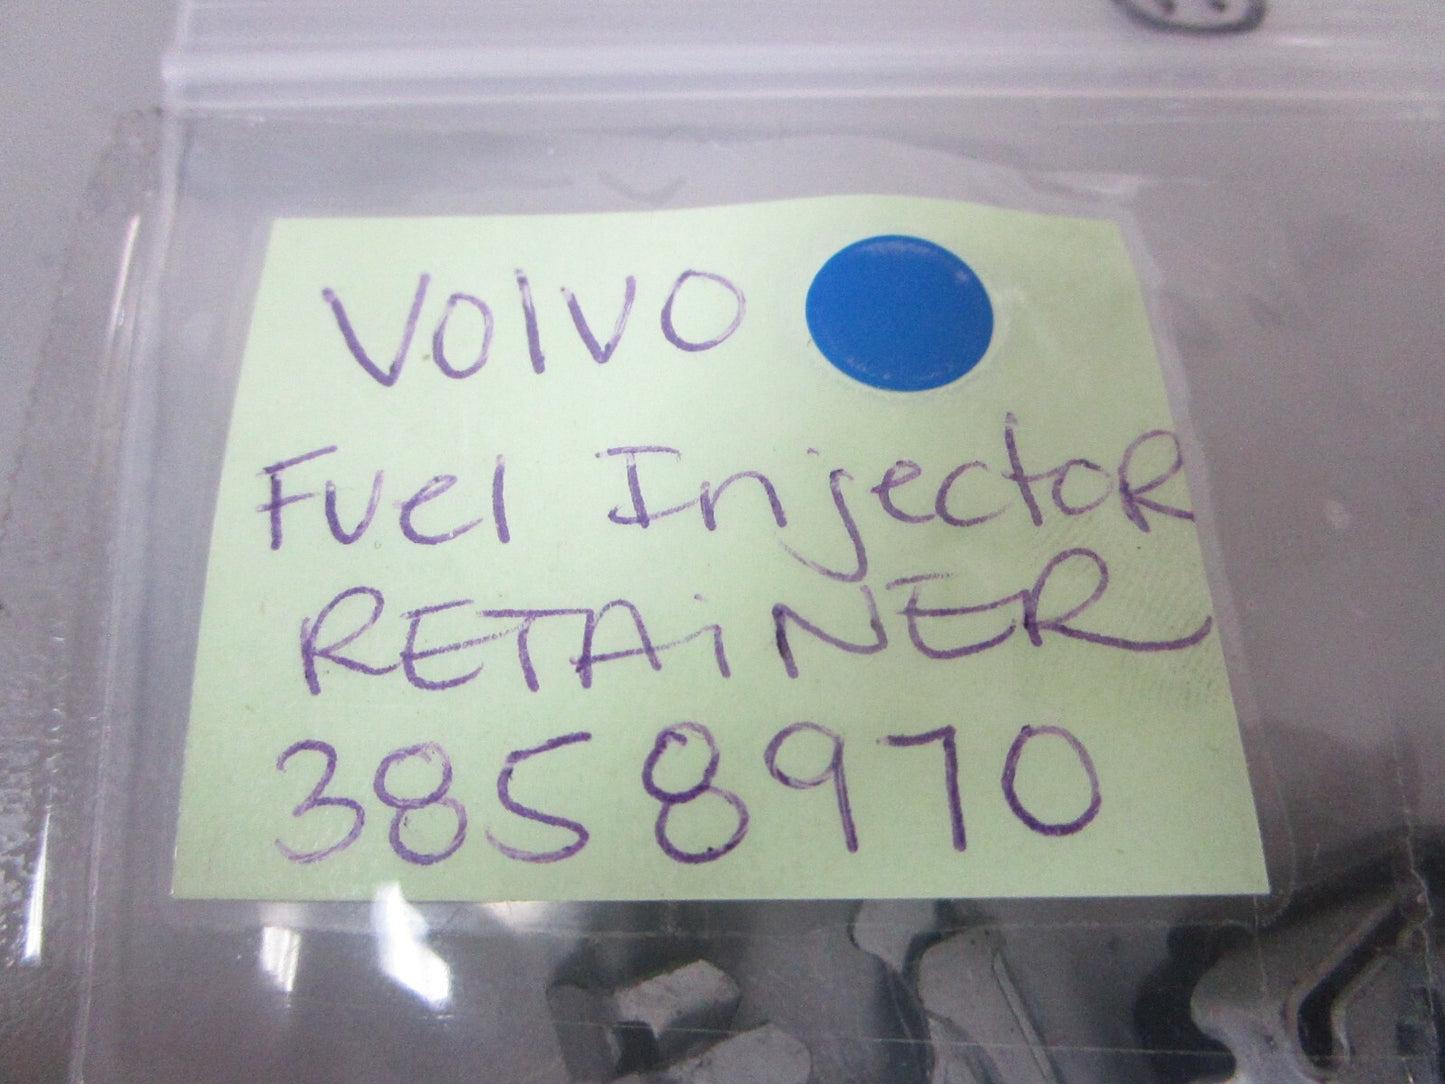 Volvo
Fuel InjectoR
RETAiNER
3858970